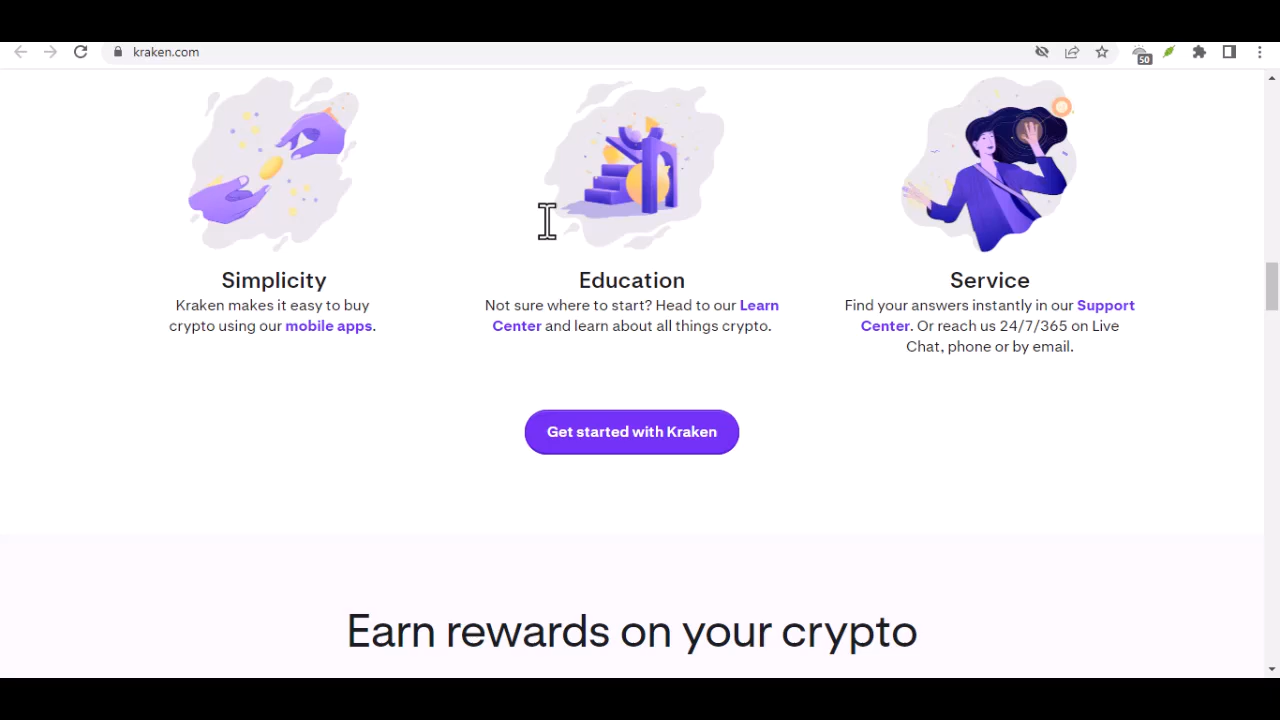 kraken.com
50
Simplicity
Kraken makes it easy to buy
crypto using our mobile apps.
Education
Not sure where to start? Head to our Learn
Center and learn about all things crypto.
Service
Find your answers instantly in our Support
Center. Or reach us 24/7/365 on Live
Chat, phone or by email.
Get started with Kraken
Earn rewards on your crypto